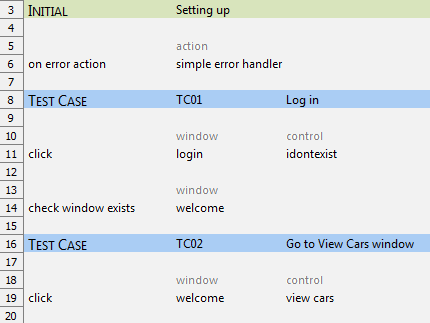 3 INITIAL Setting up
4
5 action
6 on error action simple error handler
7
8 TEST CASE TC01 Log in
9
10 window control
11 click login idontexist
12
13 window
14 check window exists welcome
15
16 TEST CASE TC02 Go to View Cars window
17
18 window control
19 click welcome view cars
20